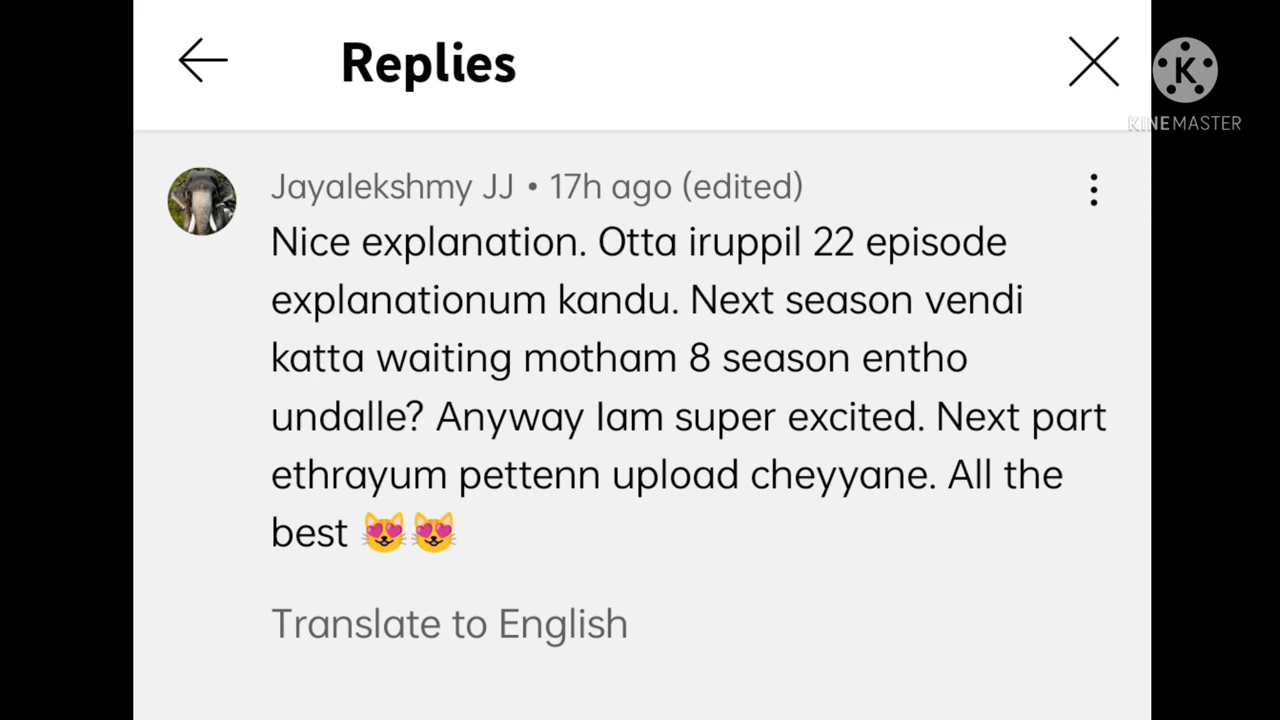 Replies
K
KINEMASTER
Jayalekshmy JJ • 17h ago (edited)
Nice explanation. Otta iruppil 22 episode
explanationum kandu. Next season vendi
katta waiting motham 8 season entho
undalle? Anyway Iam super excited. Next part
ethrayum pettenn upload cheyyane. All the
best 😻😻
Translate to English